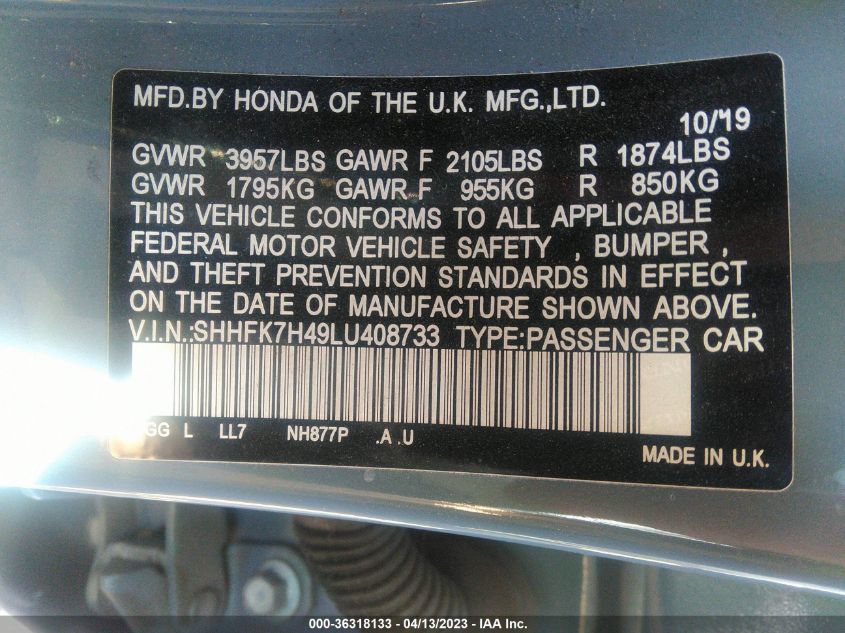 MFD.BY HONDA OF THE U.K. MFG.,LTD.
10/19
GVWR 3957LBS GAWR F 2105LBS R 1874LBS
GVWR 1795KG GAWR F 955KG R 850KG
THIS VEHICLE CONFORMS TO ALL APPLICABLE
FEDERAL MOTOR VEHICLE SAFETY , BUMPER ,
AND THEFT PREVENTION STANDARDS IN EFFECT
ON THE DATE OF MANUFACTURE SHOWN ABOVE.
V.I.N.:SHHFK7H49LU408733 TYPE:PASSENGER CAR
GG L LL7 NH877P .A .U
MADE IN U.K.
000-36318133 - 04/13/2023 - IAA Inc.